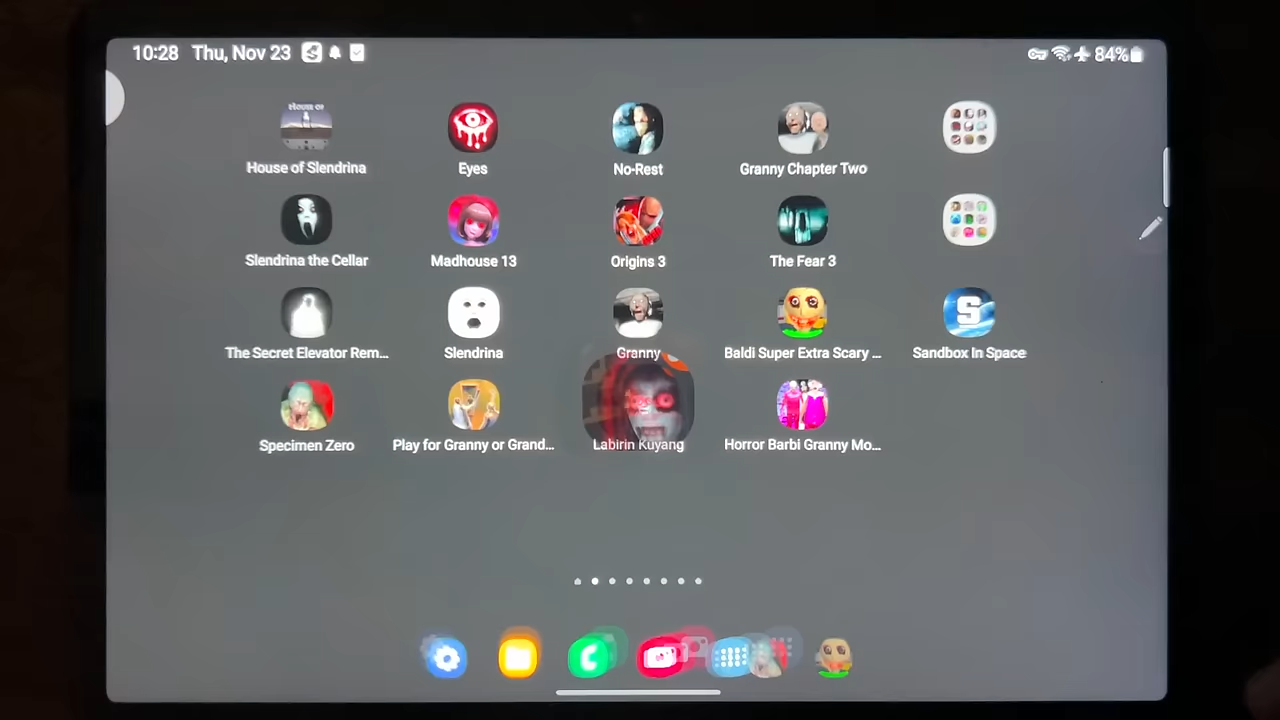 10:28 Thu, Nov 23 84%
House of
House of Slendrina
Eyes
No-Rest
Granny Chapter Two
Slendrina the Cellar
Madhouse 13
Origins 3
The Fear 3
The Secret Elevator Rem...
Slendrina
Granny
Baldi Super Extra Scary ...
S
Sandbox In Space
Specimen Zero
Play for Granny or Grand...
Labirin Kuyang
Horror Barbi Granny Mo...